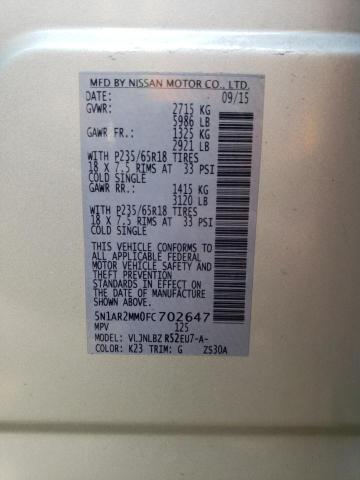 MFD BY NISSAN MOTOR CO., LTD.
DATE: 09/15
GVWR: 2715 KG
5986 LB
GAWR FR.: 1325 KG
2921 LB
WITH P235/65R18 TIRES
18 X 7.5 RIMS AT 33 PSI
COLD SINGLE
GAWR RR.: 1415 KG
3120 LB
WITH P235/65R18 TIRES
18 X 7.5 RIMS AT 33 PSI
COLD SINGLE
THIS VEHICLE CONFORMS TO
ALL APPLICABLE FEDERAL
MOTOR VEHICLE SAFETY
AND THEFT PREVENTION
STANDARDS IN EFFECT ON
THE DATE OF MANUFACTURE
SHOWN ABOVE.
5N1AR2MM0FC702647
MPV 125
MODEL: VLJNLBZ R52EU7-A-
COLOR: K23 TRIM: G ZS30A